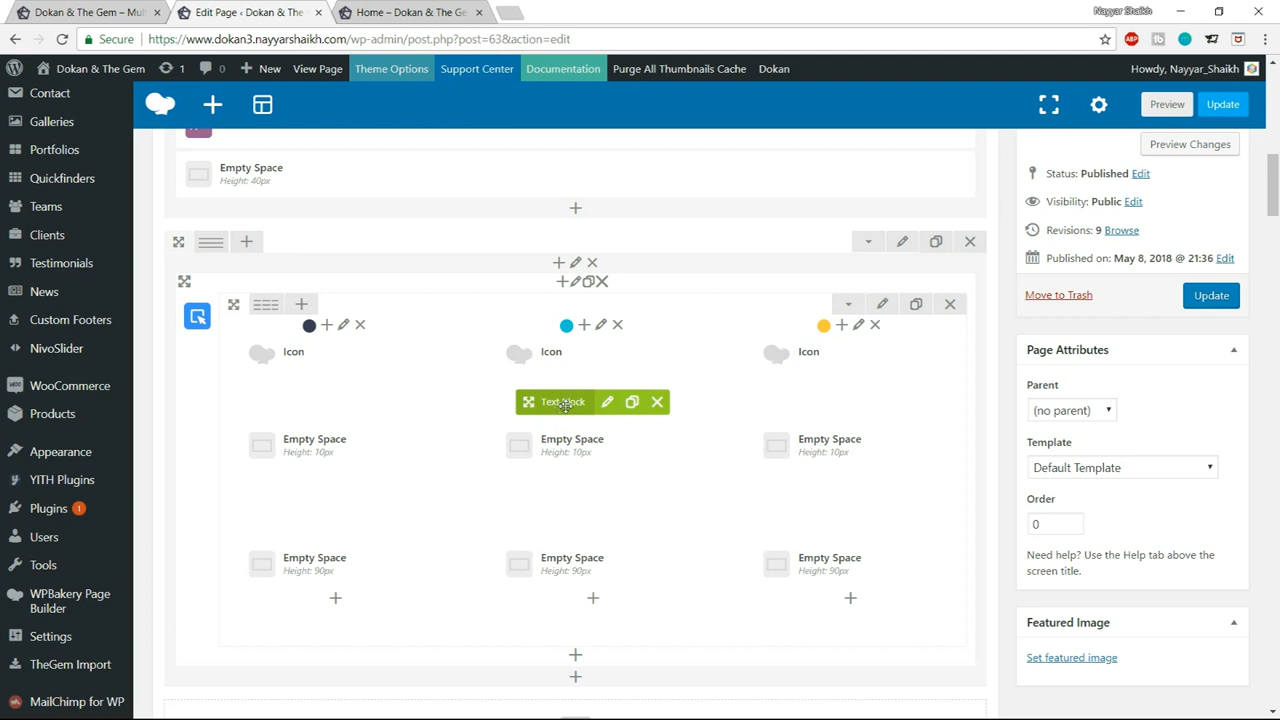 Dokan & The Gem – Mul
Edit Page ‹ Dokan & The
Home – Dokan & The Ge
Nayyar Shaikh
Secure
https://www.dokan3.nayyarshaikh.com/wp-admin/post.php?post=63&action=edit
ABP
Dokan & The Gem
1
0
New
View Page
Theme Options
Support Center
Documentation
Purge All Thumbnails Cache
Dokan
Howdy, Nayyar_Shaikh
Contact
Galleries
Portfolios
Quickfinders
Teams
Clients
Testimonials
News
Custom Footers
NivoSlider
WooCommerce
Products
Appearance
YITH Plugins
Plugins 1
Users
Tools
WPBakery Page
Builder
Settings
TheGem Import
MailChimp for WP
Preview
Update
Empty Space
Height: 40px
Icon
Icon
Icon
Text block
Empty Space
Height: 10px
Empty Space
Height: 10px
Empty Space
Height: 10px
Empty Space
Height: 90px
Empty Space
Height: 90px
Empty Space
Height: 90px
Preview Changes
Status: Published Edit
Visibility: Public Edit
Revisions: 9 Browse
Published on: May 8, 2018 @ 21:36 Edit
Move to Trash
Update
Page Attributes
Parent
(no parent)
Template
Default Template
Order
0
Need help? Use the Help tab above the
screen title.
Featured Image
Set featured image